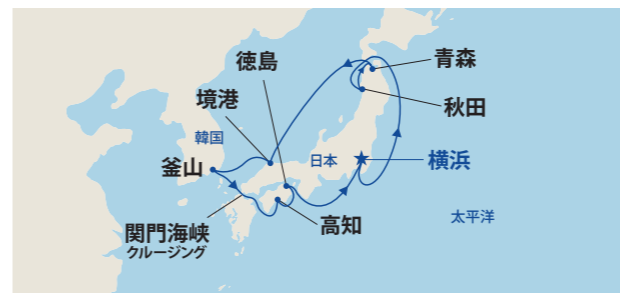 青森
徳島
境港
秋田
韓国
日本
横浜
釜山
太平洋
高知
関門海峡
クルージング